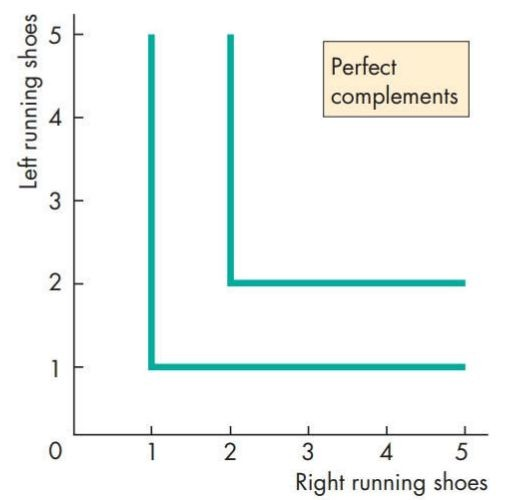 Left running shoes
5
4
3
2
1
0
Perfect
complements
1 2 3 4 5
Right running shoes